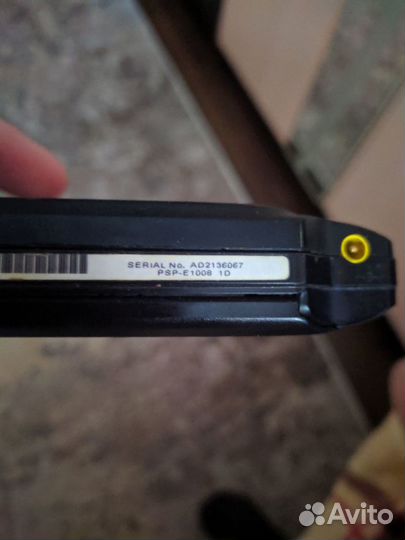 SERIAL No. AD2136067
PSP-E1008 1D
Avito